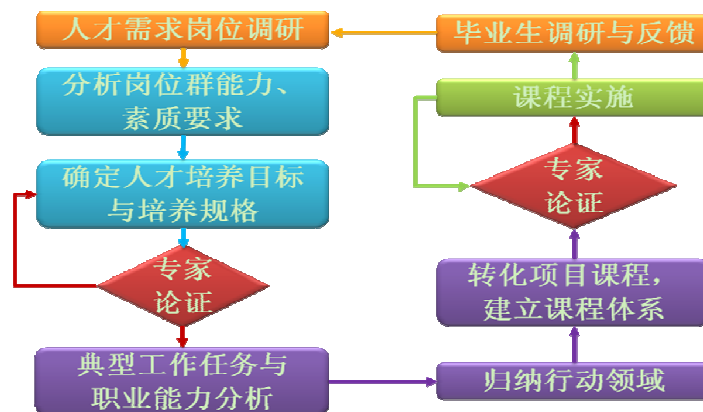 人才需求岗位调研
分析岗位群能力、
素质要求
确定人才培养目标
与培养规格
专家
论证
典型工作任务与
职业能力分析
归纳行动领域
转化项目课程，
建立课程体系
专家
论证
课程实施
毕业生调研与反馈